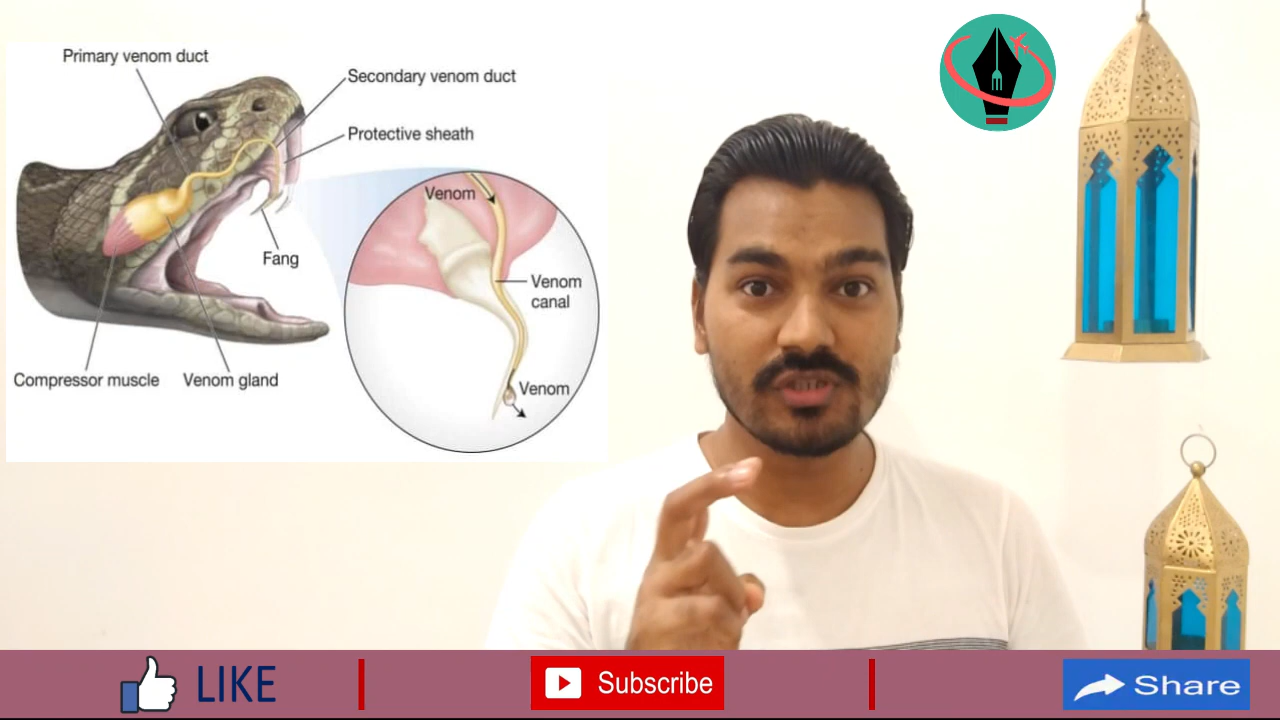 Primary venom duct
Secondary venom duct
Protective sheath
Venom
Fang
Venom
canal
Compressor muscle
Venom gland
Venom
LIKE
Subscribe
Share